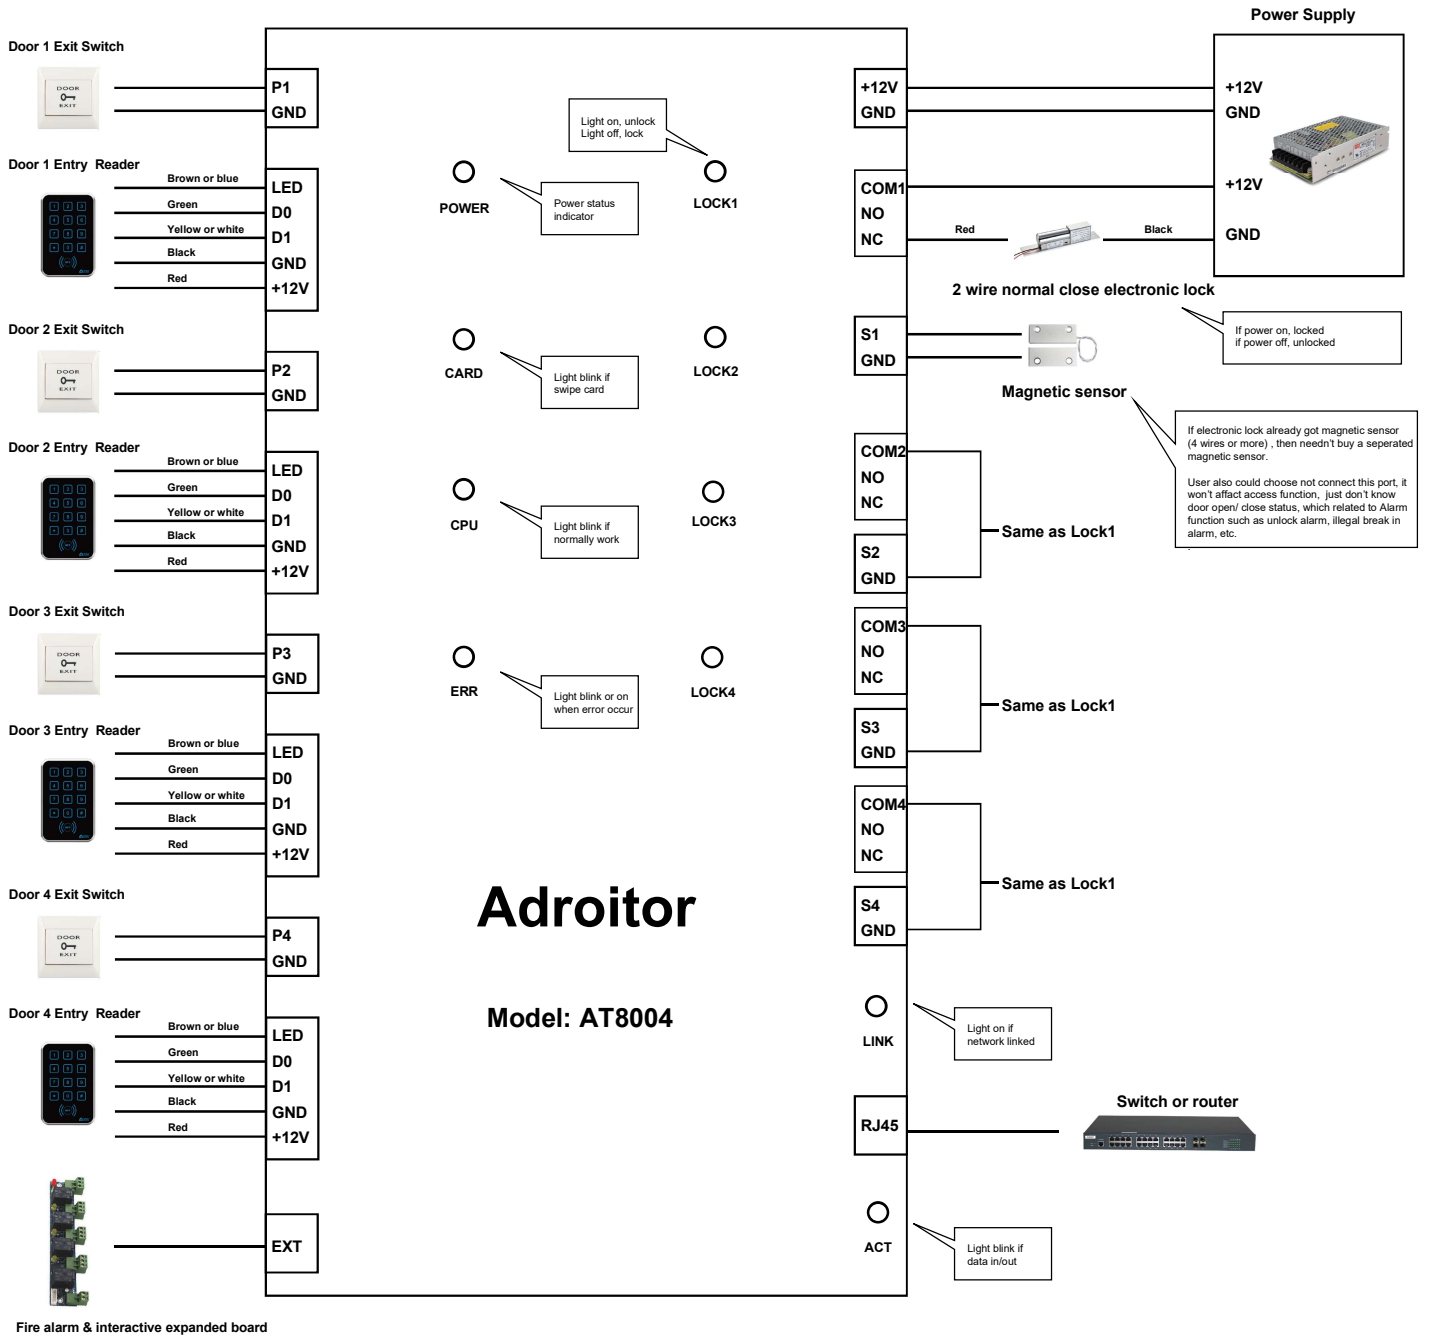 Power Supply
Door 1 Exit Switch
DOOR
EXIT
P1
GND
Door 1 Entry  Reader
Brown or blue
Green
Yellow or white
Black
Red
LED
D0
D1
GND
+12V
Door 2 Exit Switch
DOOR
EXIT
P2
GND
Door 2 Entry  Reader
Brown or blue
Green
Yellow or white
Black
Red
LED
D0
D1
GND
+12V
Door 3 Exit Switch
DOOR
EXIT
P3
GND
Door 3 Entry  Reader
Brown or blue
Green
Yellow or white
Black
Red
LED
D0
D1
GND
+12V
Door 4 Exit Switch
DOOR
EXIT
P4
GND
Door 4 Entry  Reader
Brown or blue
Green
Yellow or white
Black
Red
LED
D0
D1
GND
+12V
EXT
Fire alarm & interactive expanded board
POWER
Power status
indicator
CARD
Light blink if
swipe card
CPU
Light blink if
normally work
ERR
Light blink or on
when error occur
Light on, unlock
Light off, lock
LOCK1
LOCK2
LOCK3
LOCK4
Adroitor
Model: AT8004
+12V
GND
COM1
NO
NC
Red
Black
+12V
GND
+12V
GND
2 wire normal close electronic lock
If power on, locked
if power off, unlocked
S1
GND
Magnetic sensor
If electronic lock already got magnetic sensor
(4 wires or more) , then needn't buy a seperated
magnetic sensor.
User also could choose not connect this port, it
won't affact access function,  just don't know
door open/ close status, which related to Alarm
function such as unlock alarm, illegal break in
alarm, etc.
.
COM2
NO
NC
S2
GND
Same as Lock1
COM3
NO
NC
S3
GND
Same as Lock1
COM4
NO
NC
S4
GND
Same as Lock1
LINK
Light on if
network linked
RJ45
Switch or router
ACT
Light blink if
data in/out